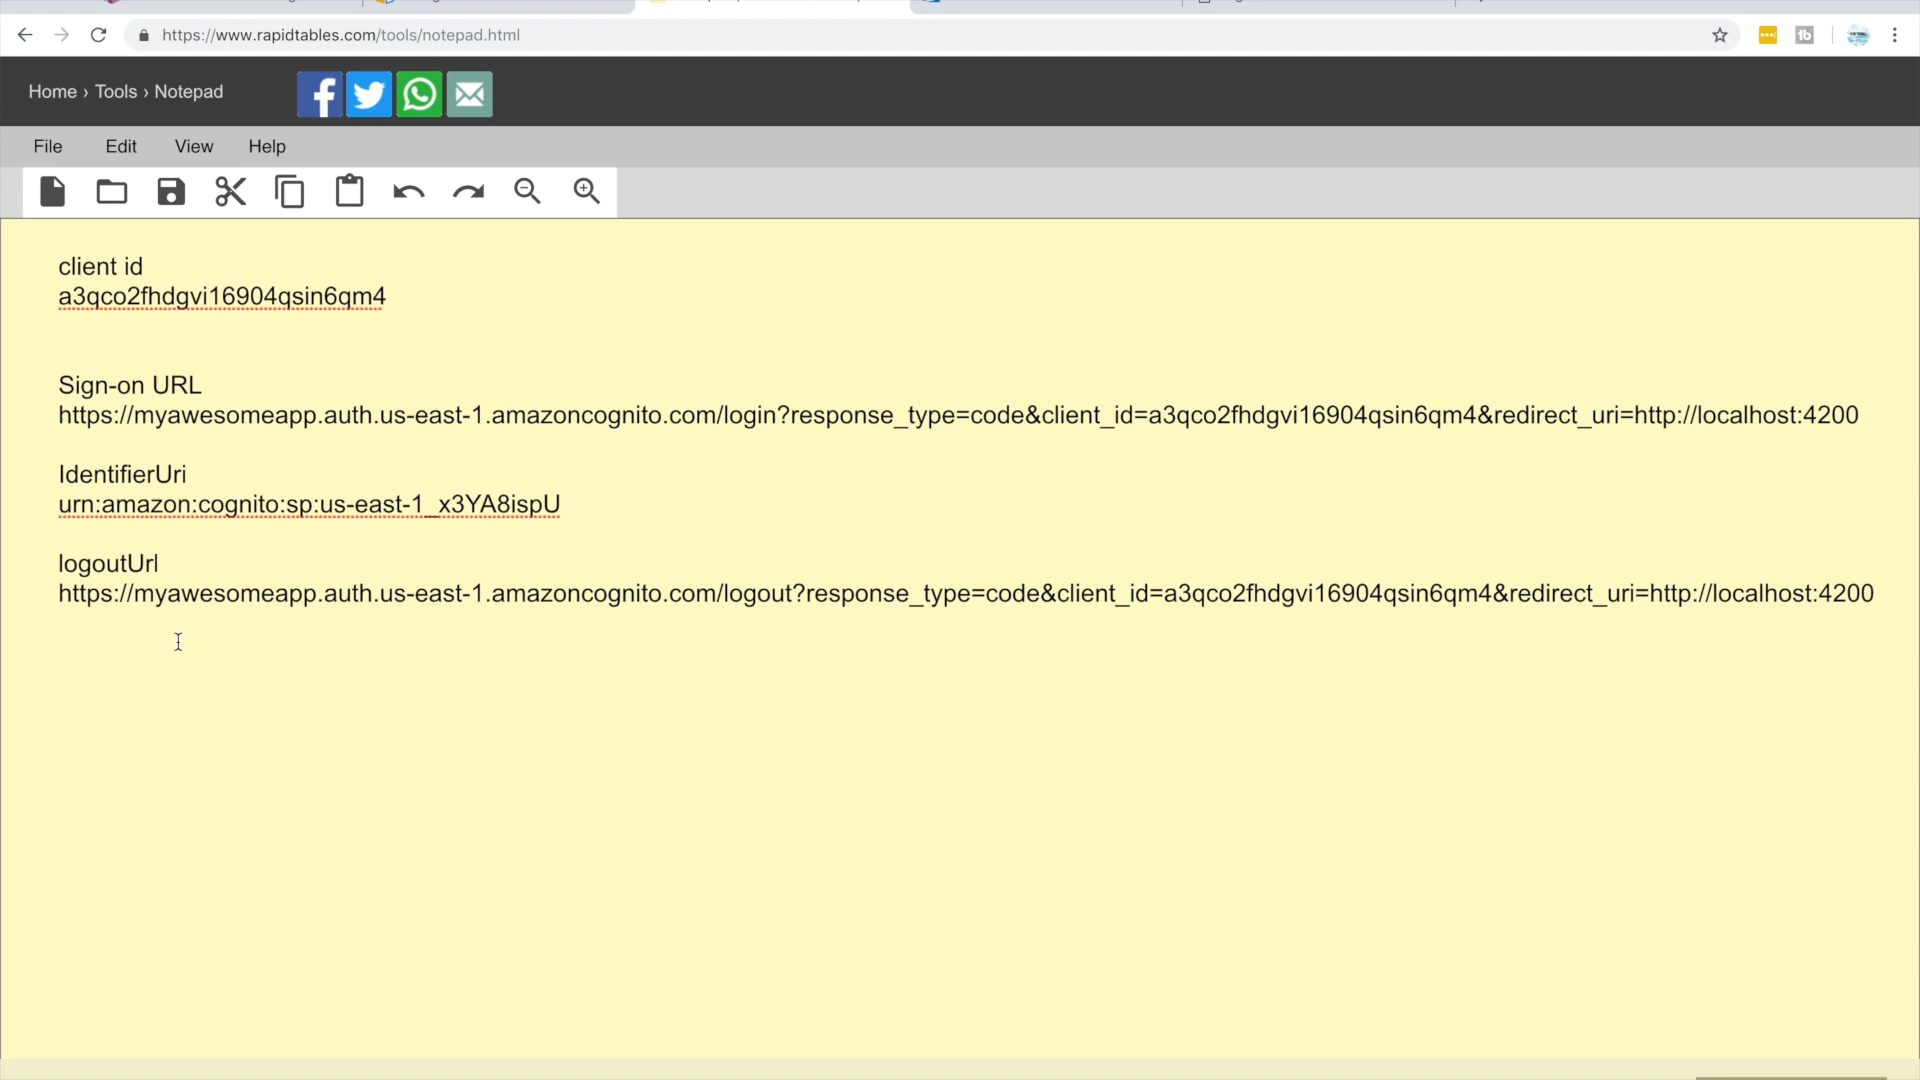 https://www.rapidtables.com/tools/notepad.html
Home › Tools › Notepad
File Edit View Help
client id
a3qco2fhdgvi16904qsin6qm4
Sign-on URL
https://myawesomeapp.auth.us-east-1.amazoncognito.com/login?response_type=code&client_id=a3qco2fhdgvi16904qsin6qm4&redirect_uri=http://localhost:4200
IdentifierUri
urn:amazon:cognito:sp:us-east-1_x3YA8ispU
logoutUrl
https://myawesomeapp.auth.us-east-1.amazoncognito.com/logout?response_type=code&client_id=a3qco2fhdgvi16904qsin6qm4&redirect_uri=http://localhost:4200